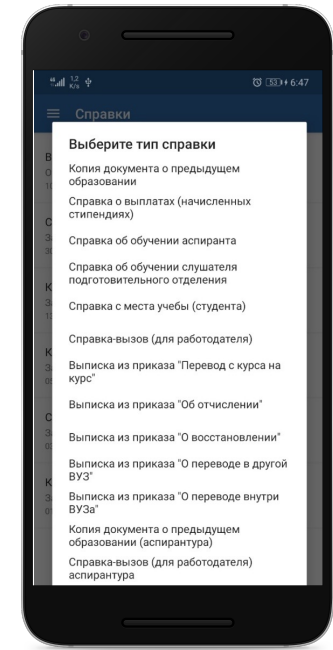 1,2
К/s
53
6:47
Справки
Выберите тип справки
Копия документа о предыдущем
образовании
Справка о выплатах (начисленных
стипендиях)
Справка об обучении аспиранта
Справка об обучении слушателя
подготовительного отделения
Справка с места учебы (студента)
Справка-вызов (для работодателя)
Выписка из приказа "Перевод с курса на
курс"
Выписка из приказа "Об отчислении"
Выписка из приказа "О восстановлении"
Выписка из приказа "О переводе в другой
ВУЗ"
Выписка из приказа "О переводе внутри
ВУЗа"
Копия документа о предыдущем
образовании (аспирантура)
Справка-вызов (для работодателя)
аспирантура